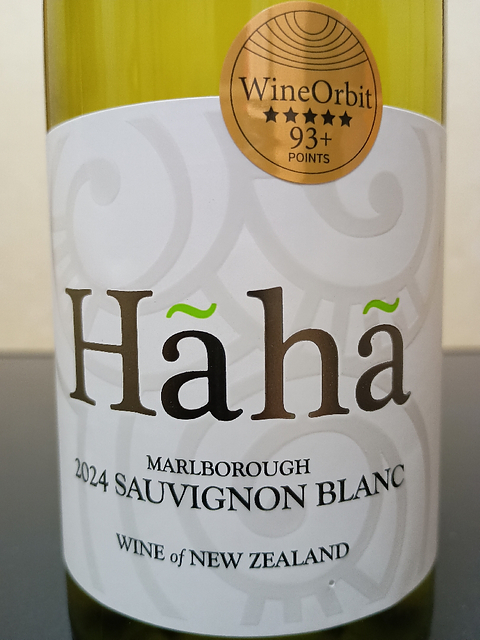 WineOrbit
★★★★★
93+
POINTS
Hãhã
MARLBOROUGH
2024 SAUVIGNON BLANC
WINE of NEW ZEALAND